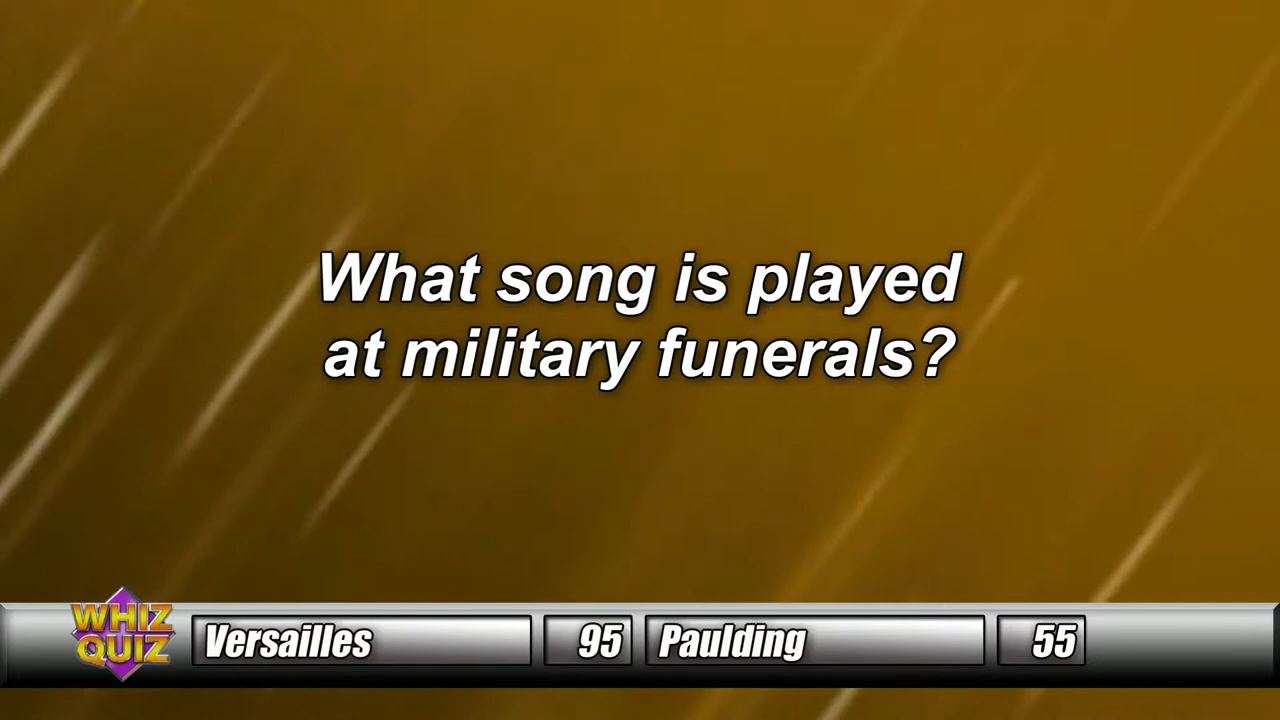 What song is played
at military funerals?
WHIZ
QUIZ
Versailles 95 Paulding 55